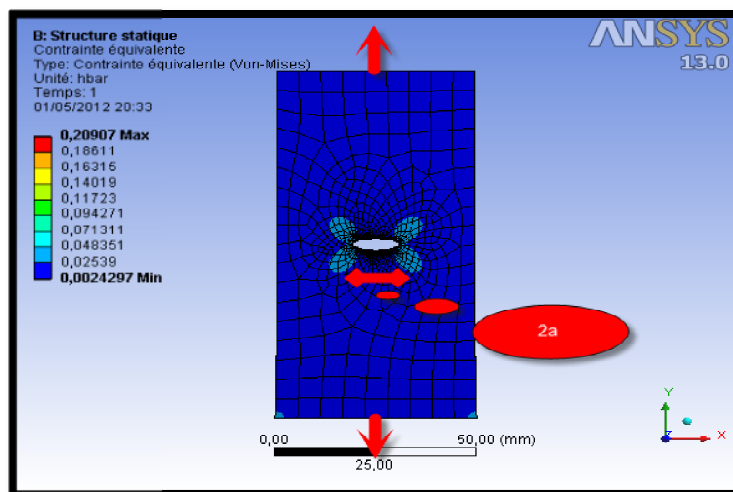 B: Structure statique
Contrainte équivalente
Type: Contrainte équivalente (Von-Mises)
Unité: hbar
Temps: 1
01/05/2012 20:33
0,20907 Max
0,18611
0,16315
0,14019
0,11723
0,094271
0,071311
0,048351
0,02539
0,0024297 Min
ANSYS
13.0
2a
0,00
50,00 (mm)
25,00
Y
Z
X